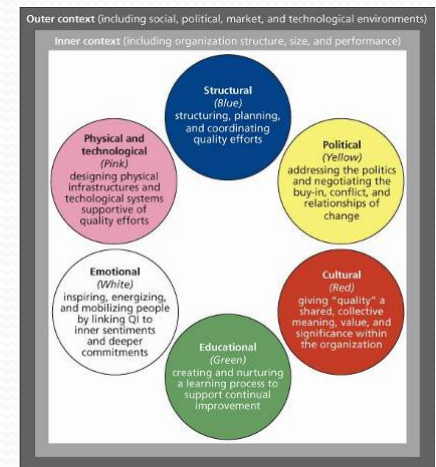 Outer context (including social, political, market, and technological environments)
Inner context (including organization structure, size, and performance)
Structural
(Blue)
structuring, planning,
and coordinating
quality efforts
Political
(Yellow)
addressing the politics
and negotiating the
buy-in, conflict, and
relationships of
change
Cultural
(Red)
giving “quality” a
shared, collective
meaning, value, and
significance within
the organization
Educational
(Green)
creating and nurturing
a learning process to
support continual
improvement
Emotional
(White)
inspiring, energizing,
and mobilizing people
by linking QI to
inner sentiments
and deeper
commitments
Physical and
technological
(Pink)
designing physical
infrastructures and
techological systems
supportive of
quality efforts